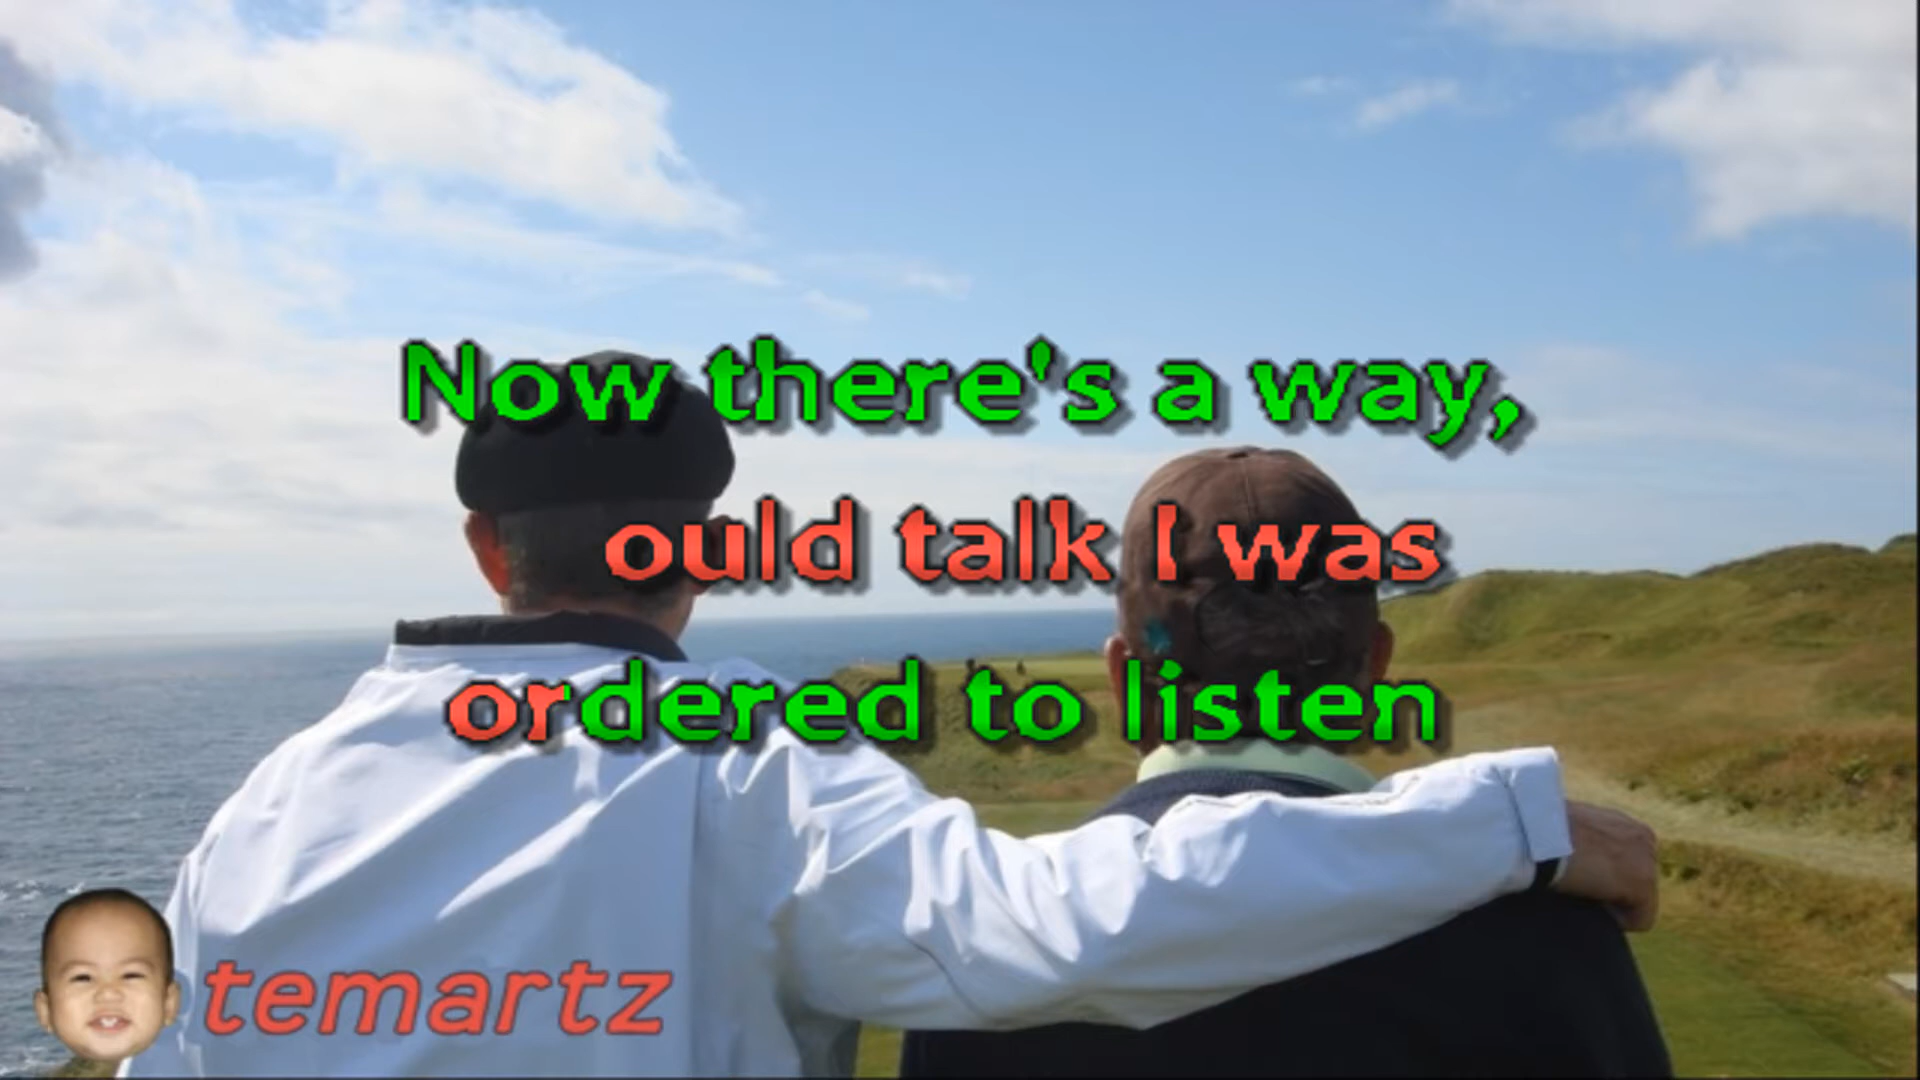 Now there's a way,
ould talk I was
ordered to listen
temartz